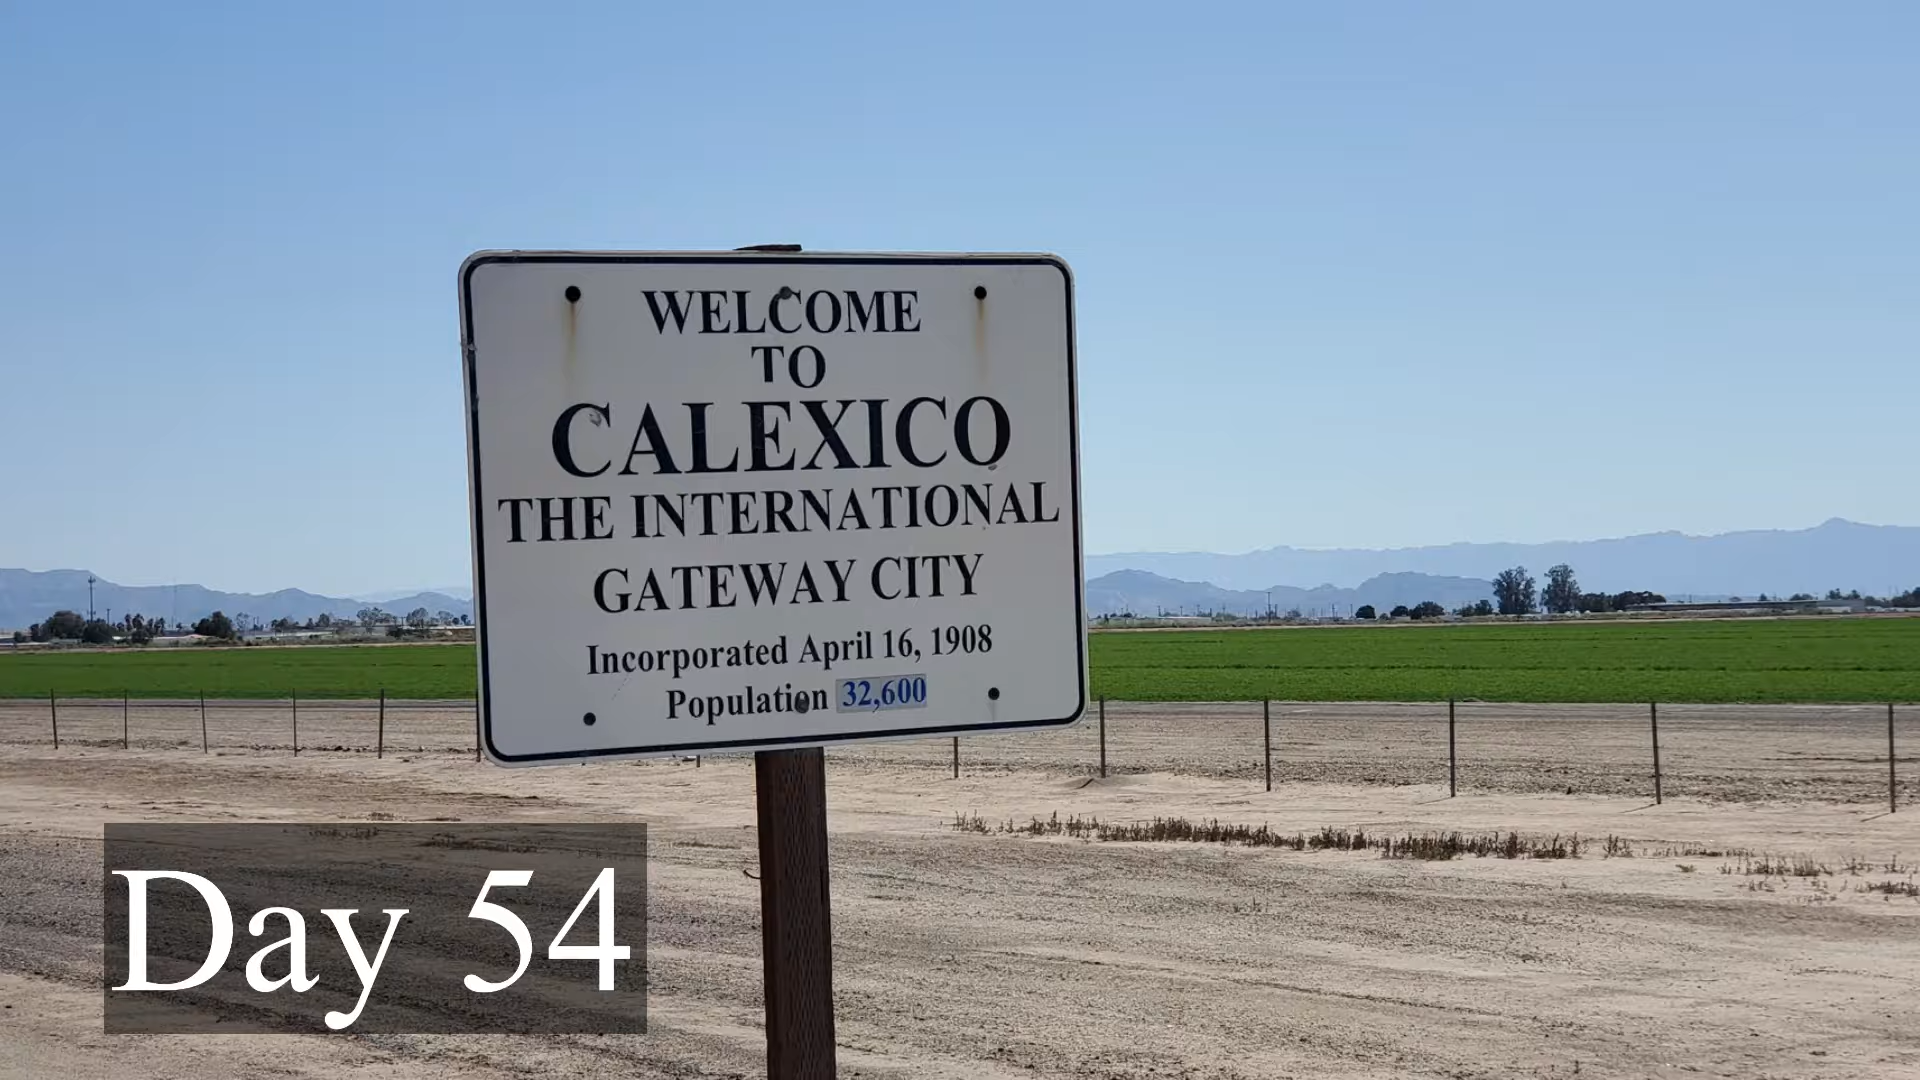 WELCOME
TO
CALEXICO
THE INTERNATIONAL
GATEWAY CITY
Incorporated April 16, 1908
Population 32,600
Day 54